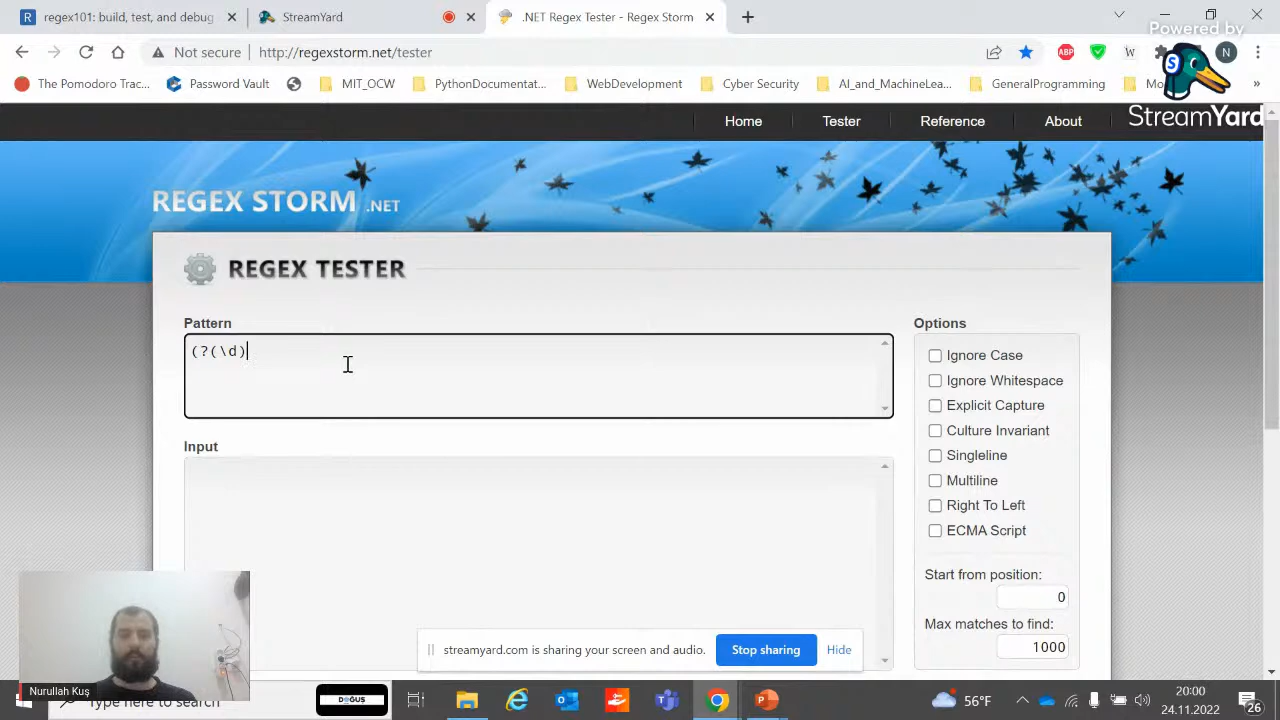 regex101: build, test, and debug
StreamYard
.NET Regex Tester - Regex Storm
Powered by
Not secure
http://regexstorm.net/tester
ABP
W
N
The Pomodoro Trac...
Password Vault
MIT_OCW
PythonDocumentat...
WebDevelopment
Cyber Security
AI_and_MachineLea...
GeneralProgramming
StreamYard
Home
Tester
Reference
About
REGEX STORM .NET
REGEX TESTER
Pattern
(?(\d)
Options
Ignore Case
Ignore Whitespace
Explicit Capture
Culture Invariant
Singleline
Multiline
Right To Left
ECMA Script
Input
Start from position:
0
Max matches to find:
1000
streamyard.com is sharing your screen and audio.
Stop sharing
Hide
Nurullah Kuş
Type here to search
DOĞUŞ
56°F
20:00
24.11.2022
26